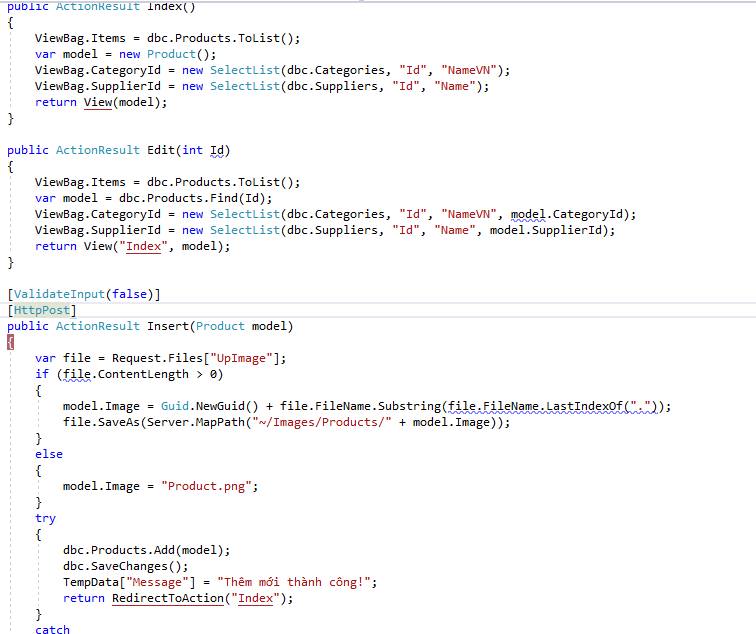 public ActionResult Index()
{
ViewBag.Items = dbc.Products.ToList();
var model = new Product();
ViewBag.CategoryId = new SelectList(dbc.Categories, "Id", "NameVN");
ViewBag.SupplierId = new SelectList(dbc.Suppliers, "Id", "Name");
return View(model);
}
public ActionResult Edit(int Id)
{
ViewBag.Items = dbc.Products.ToList();
var model = dbc.Products.Find(Id);
ViewBag.CategoryId = new SelectList(dbc.Categories, "Id", "NameVN", model.CategoryId);
ViewBag.SupplierId = new SelectList(dbc.Suppliers, "Id", "Name", model.SupplierId);
return View("Index", model);
}
[ValidateInput(false)]
[HttpPost]
public ActionResult Insert(Product model)
{
var file = Request.Files["UpImage"];
if (file.ContentLength > 0)
{
model.Image = Guid.NewGuid() + file.FileName.Substring(file.FileName.LastIndexOf("."));
file.SaveAs(Server.MapPath("~/Images/Products/" + model.Image));
}
else
{
model.Image = "Product.png";
}
try
{
dbc.Products.Add(model);
dbc.SaveChanges();
TempData["Message"] = "Thêm mới thành công!";
return RedirectToAction("Index");
}
catch